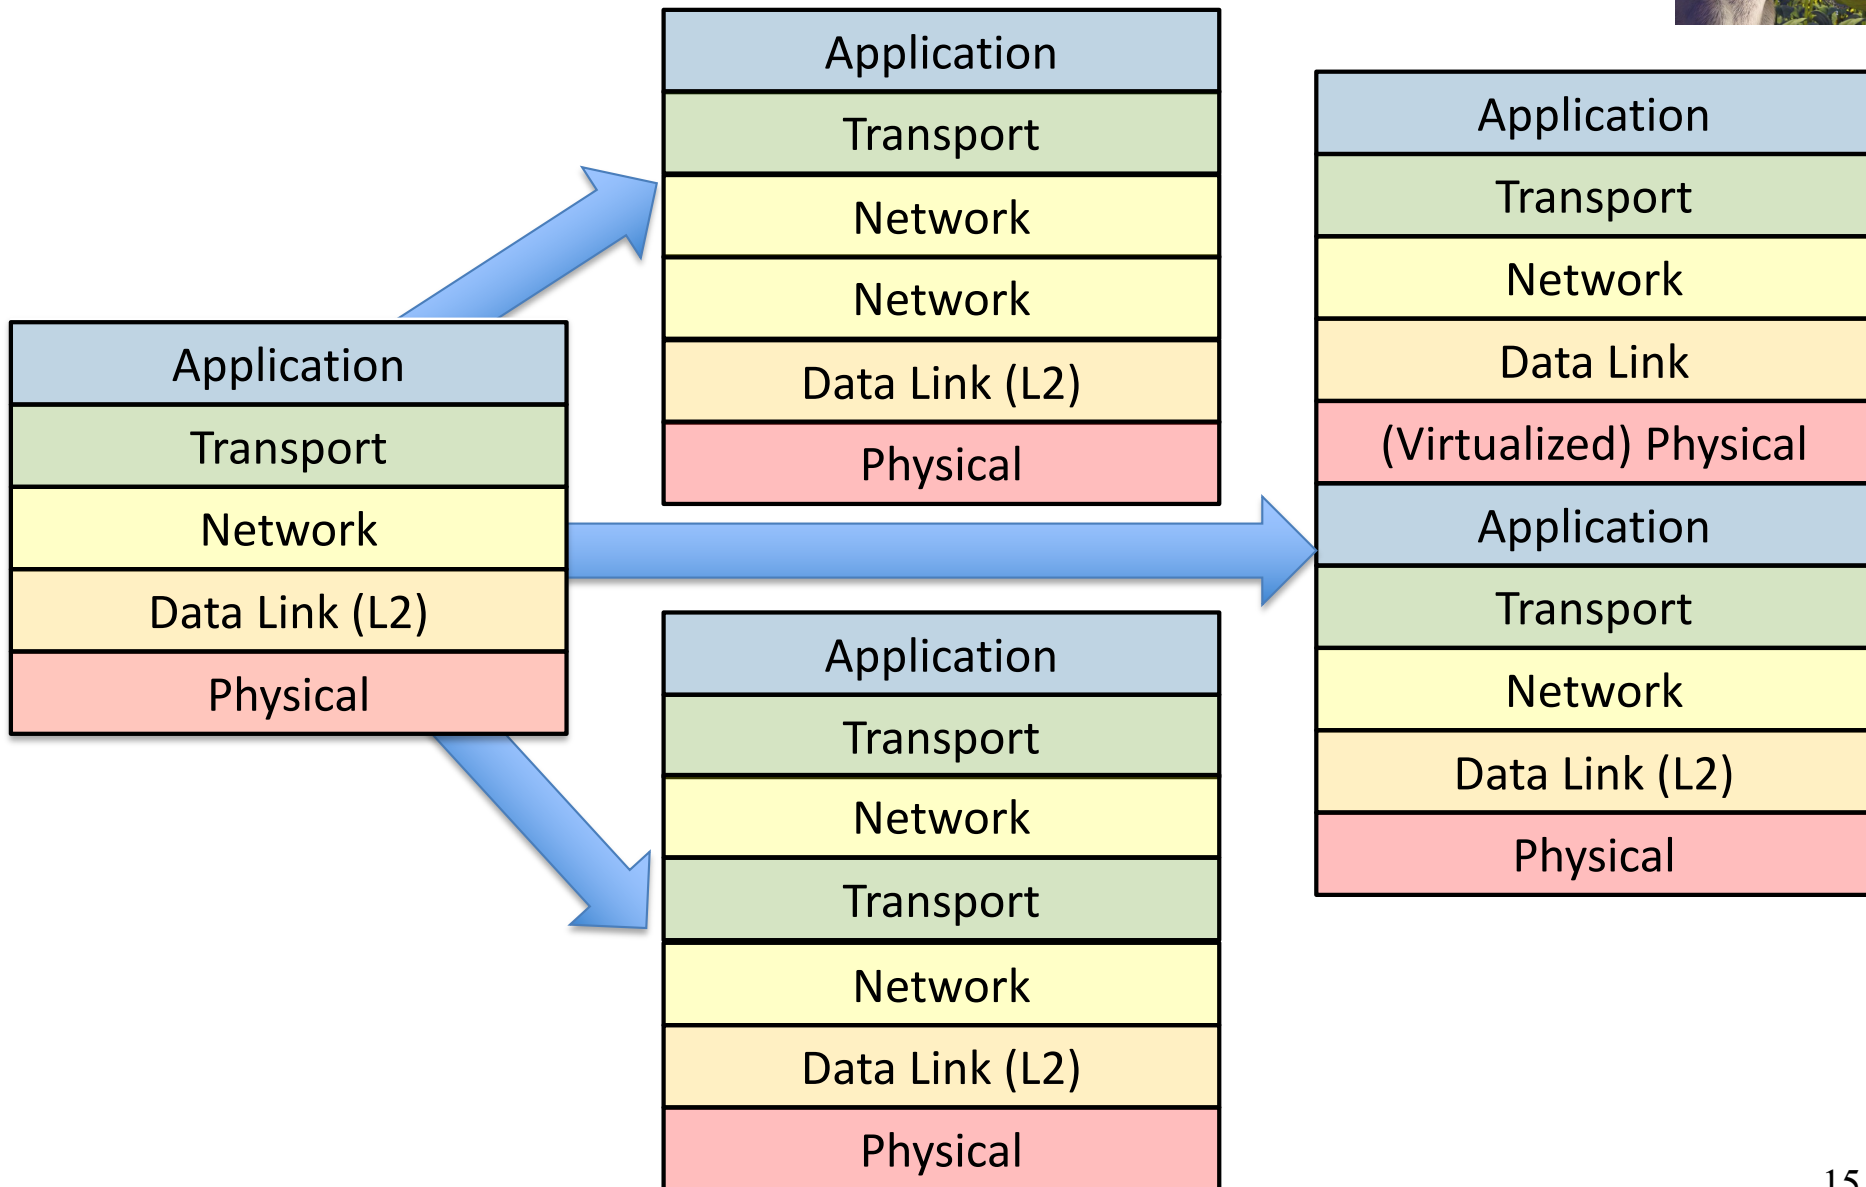 Application
Transport
Network
Data Link (L2)
Physical
Application
Transport
Network
Network
Data Link (L2)
Physical
Application
Transport
Network
Transport
Network
Data Link (L2)
Physical
Application
Transport
Network
Data Link
(Virtualized) Physical
Application
Transport
Network
Data Link (L2)
Physical
15